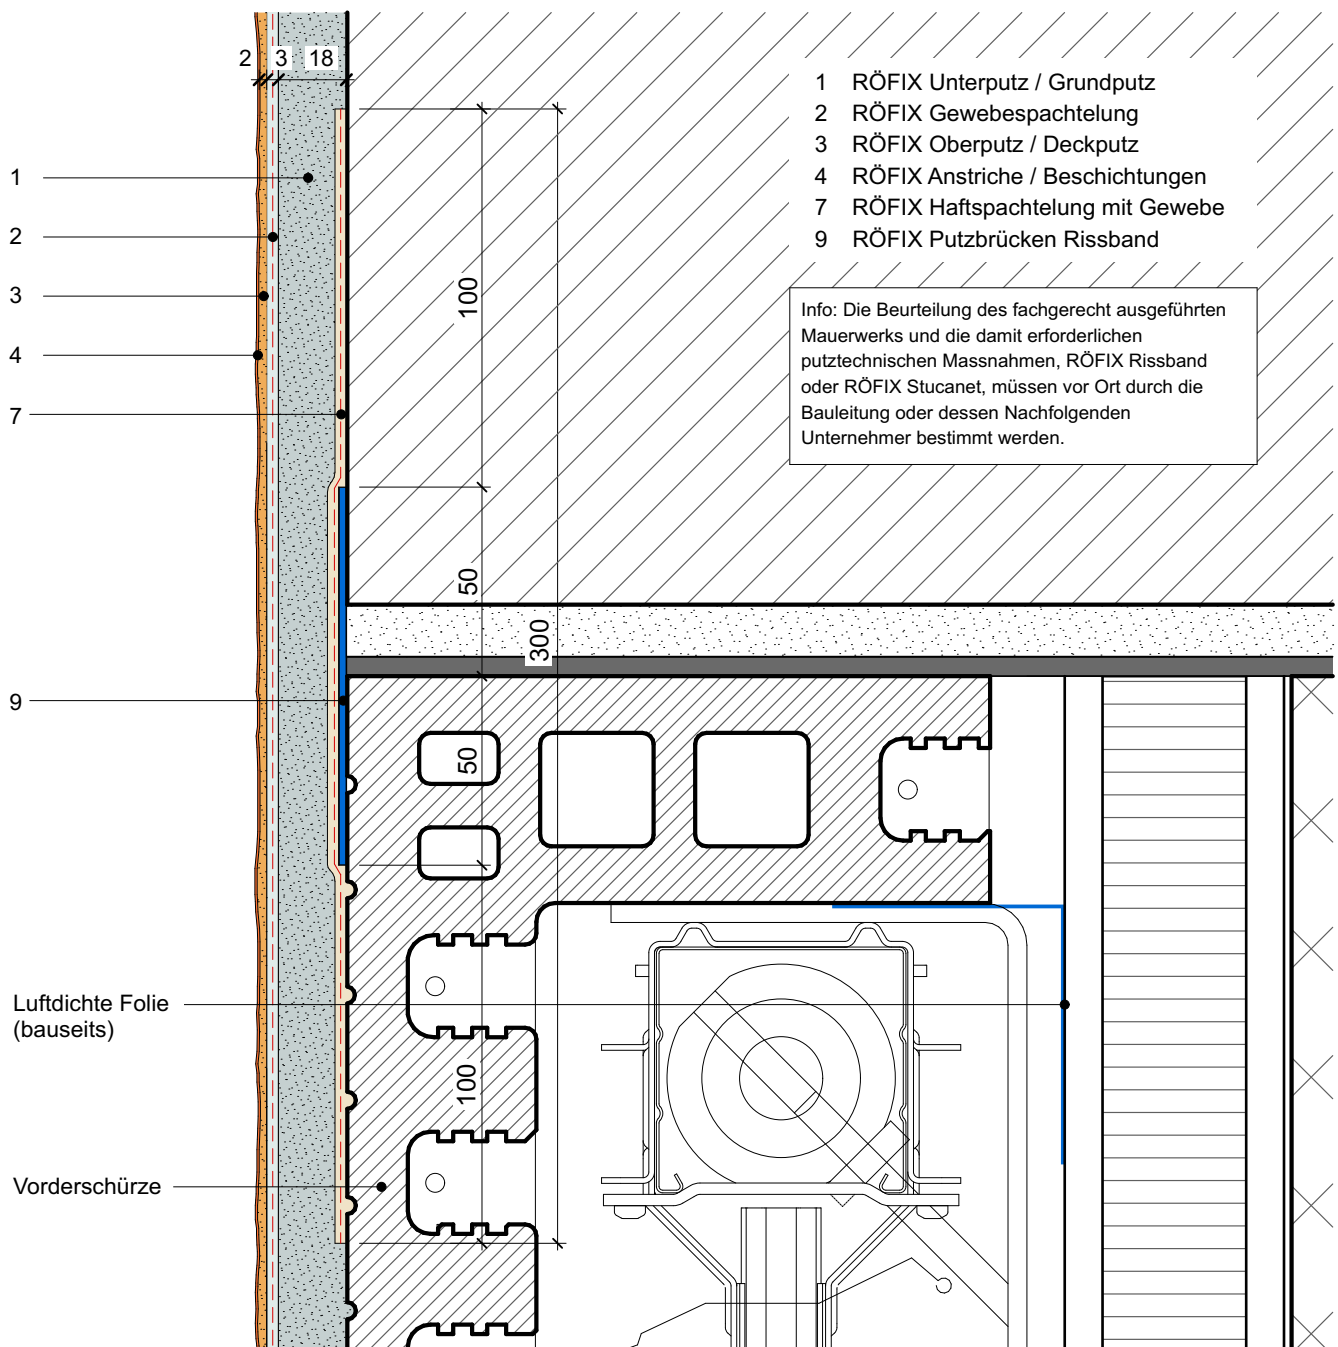 2 3 18
1 RÖFIX Unterputz / Grundputz
2 RÖFIX Gewebespachtelung
3 RÖFIX Oberputz / Deckputz
4 RÖFIX Anstriche / Beschichtungen
7 RÖFIX Haftspachtelung mit Gewebe
9 RÖFIX Putzbrücken Rissband
Info: Die Beurteilung des fachgerecht ausgeführten
Mauerwerks und die damit erforderlichen
putztechnischen Massnahmen, RÖFIX Rissband
oder RÖFIX Stucanet, müssen vor Ort durch die
Bauleitung oder dessen Nachfolgenden
Unternehmer bestimmt werden.
1
2
3
4
7
9
100
50
300
50
100
Luftdichte Folie
(bauseits)
Vorderschürze